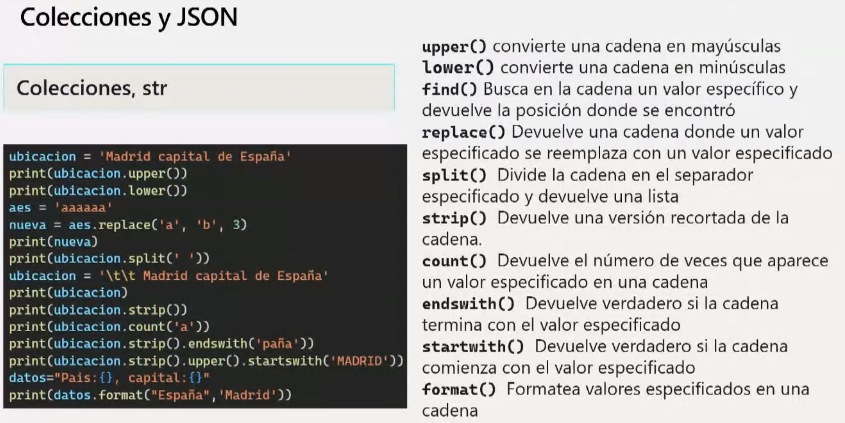 Colecciones y JSON
Colecciones, str
ubicacion = 'Madrid capital de España'
print(ubicacion.upper())
print(ubicacion.lower())
aes = 'aaaaaa'
nueva = aes.replace('a', 'b', 3)
print(nueva)
print(ubicacion.split(' '))
ubicacion = '\t\t Madrid capital de España'
print(ubicacion)
print(ubicacion.strip())
print(ubicacion.count('a'))
print(ubicacion.strip().endswith('paña'))
print(ubicacion.strip().upper().startswith('MADRID'))
datos="Pais:{}, capital:{}"
print(datos.format("España",'Madrid'))
upper() convierte una cadena en mayúsculas
lower() convierte una cadena en minúsculas
find() Busca en la cadena un valor específico y
devuelve la posición donde se encontró
replace() Devuelve una cadena donde un valor
especificado se reemplaza con un valor especificado
split() Divide la cadena en el separador
especificado y devuelve una lista
strip() Devuelve una versión recortada de la
cadena.
count() Devuelve el número de veces que aparece
un valor especificado en una cadena
endswith() Devuelve verdadero si la cadena
termina con el valor especificado
startwith() Devuelve verdadero si la cadena
comienza con el valor especificado
format() Formatea valores especificados en una
cadena